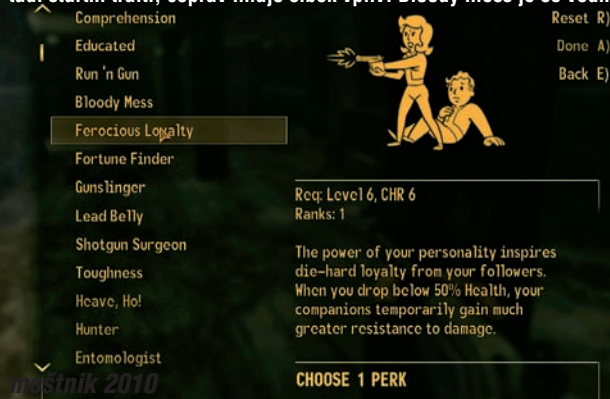 Comprehension
Educated
Run 'n Gun
Bloody Mess
Ferocious Loyalty
Fortune Finder
Gunslinger
Lead Belly
Shotgun Surgeon
Toughness
Heave, Ho!
Hunter
Entomologist
Reset R)
Done A)
Back E)
Req: Level 6, CHR 6
Ranks: 1
The power of your personality inspires
die-hard loyalty from your followers.
When you drop below 50% Health, your
companions temporarily gain much
greater resistance to damage.
CHOOSE 1 PERK
2010